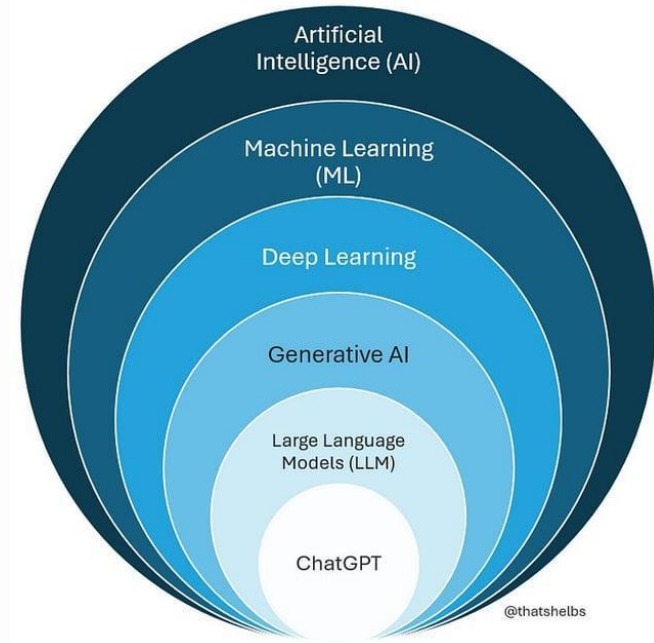 Artificial
Intelligence (AI)
Machine Learning
(ML)
Deep Learning
Generative AI
Large Language
Models (LLM)
ChatGPT
@thatshelbs